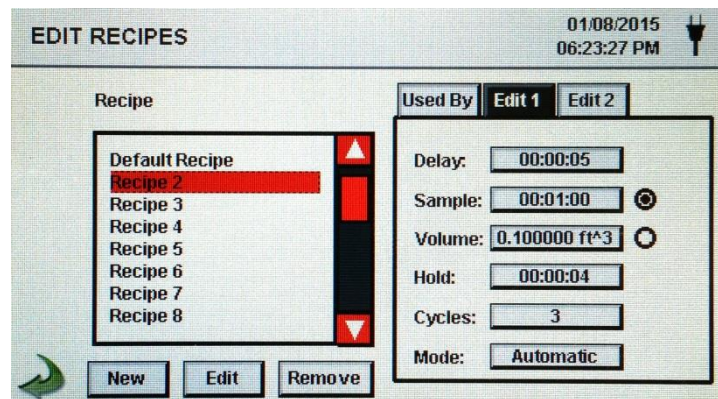 EDIT RECIPES
01/08/2015
06:23:27 PM
Recipe
Default Recipe
Recipe 2
Recipe 3
Recipe 4
Recipe 5
Recipe 6
Recipe 7
Recipe 8
New Edit Remove
Used By Edit 1 Edit 2
Delay: 00:00:05
Sample: 00:01:00
Volume: 0.100000 ft^3
Hold: 00:00:04
Cycles: 3
Mode: Automatic